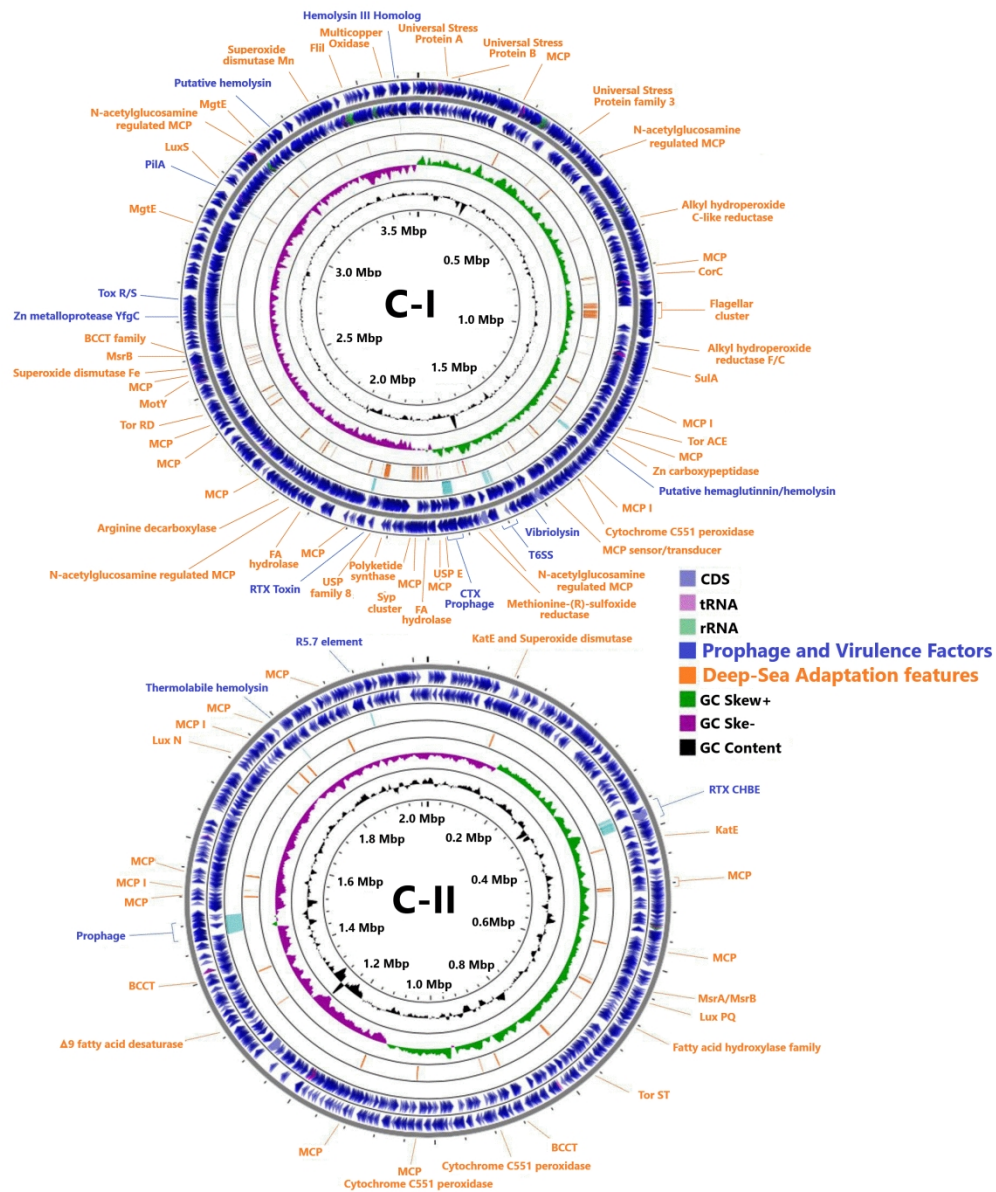 Hemolysin III Homolog
Multicopper
Oxidase
Universal Stress
Protein A
FliI
Superoxide
dismutase Mn
Universal Stress
Protein B
MCP
Putative hemolysin
Universal Stress
Protein family 3
MgtE
N-acetylglucosamine
regulated MCP
N-acetylglucosamine
regulated MCP
LuxS
PilA
MgtE
Alkyl hydroperoxide
C-like reductase
MCP
CorC
Tox R/S
Flagellar
cluster
Zn metalloprotease YfgC
BCCT family
MsrB
Superoxide dismutase Fe
MCP
MotY
Alkyl hydroperoxide
reductase F/C
SulA
Tor RD
MCP
MCP
MCP I
Tor ACE
MCP
Zn carboxypeptidase
Putative hemaglutinnin/hemolysin
MCP
MCP I
Arginine decarboxylase
Cytochrome C551 peroxidase
MCP sensor/transducer
N-acetylglucosamine regulated MCP
FA
hydrolase
MCP
RTX Toxin
USP
family 8
Polyketide
synthase
Syp
cluster
MCP
FA
hydrolase
USP E
MCP
CTX
Prophage
Vibriolysin
T6SS
N-acetylglucosamine
regulated MCP
Methionine-(R)-sulfoxide
reductase
3.5 Mbp
0.5 Mbp
3.0 Mbp
C-I
1.0 Mbp
2.5 Mbp
1.5 Mbp
2.0 Mbp
CDS
tRNA
rRNA
Prophage and Virulence Factors
Deep-Sea Adaptation features
GC Skew+
GC Ske-
GC Content
R5.7 element
KatE and Superoxide dismutase
MCP
Thermolabile hemolysin
MCP
MCP I
Lux N
RTX CHBE
KatE
MCP
MCP
MCP I
MCP
Prophage
MCP
BCCT
MsrA/MsrB
Lux PQ
Δ9 fatty acid desaturase
Fatty acid hydroxylase family
Tor ST
MCP
BCCT
MCP
Cytochrome C551 peroxidase
Cytochrome C551 peroxidase
2.0 Mbp
1.8 Mbp
0.2 Mbp
1.6 Mbp
0.4 Mbp
C-II
1.4 Mbp
0.6Mbp
1.2 Mbp
0.8 Mbp
1.0 Mbp